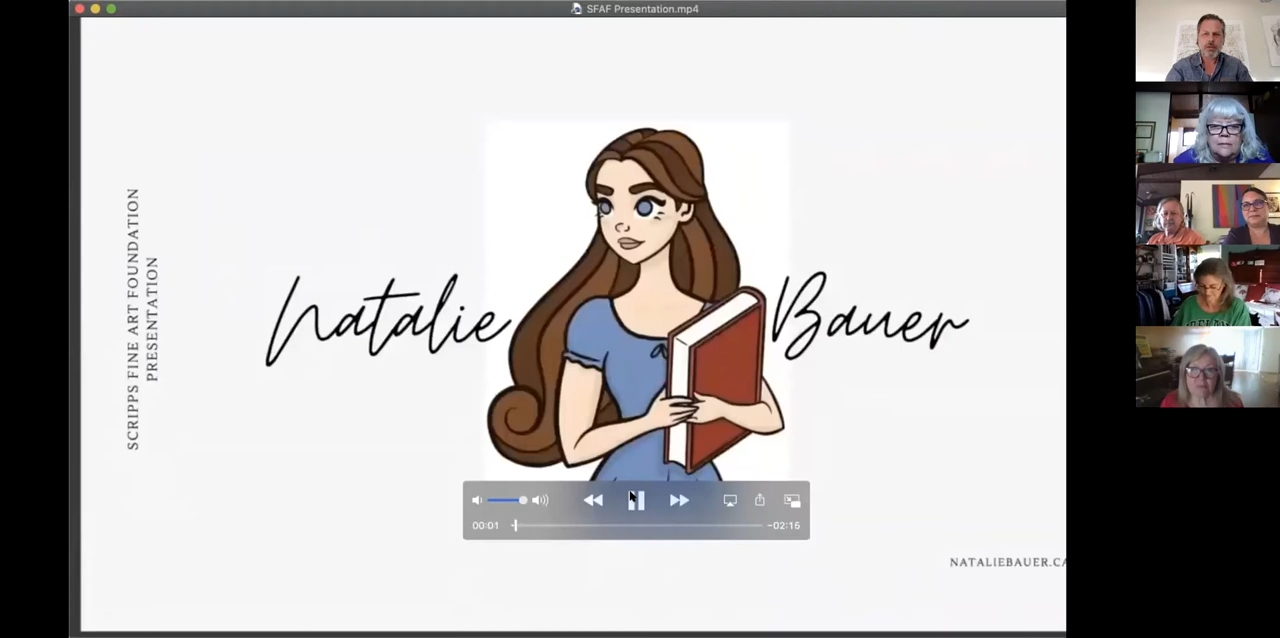 SFAF Presentation.mp4
SCRIPPS FINE ART FOUNDATION
PRESENTATION
Natalie Bauer
00:01
-02:15
NATALIEBAUER.CA